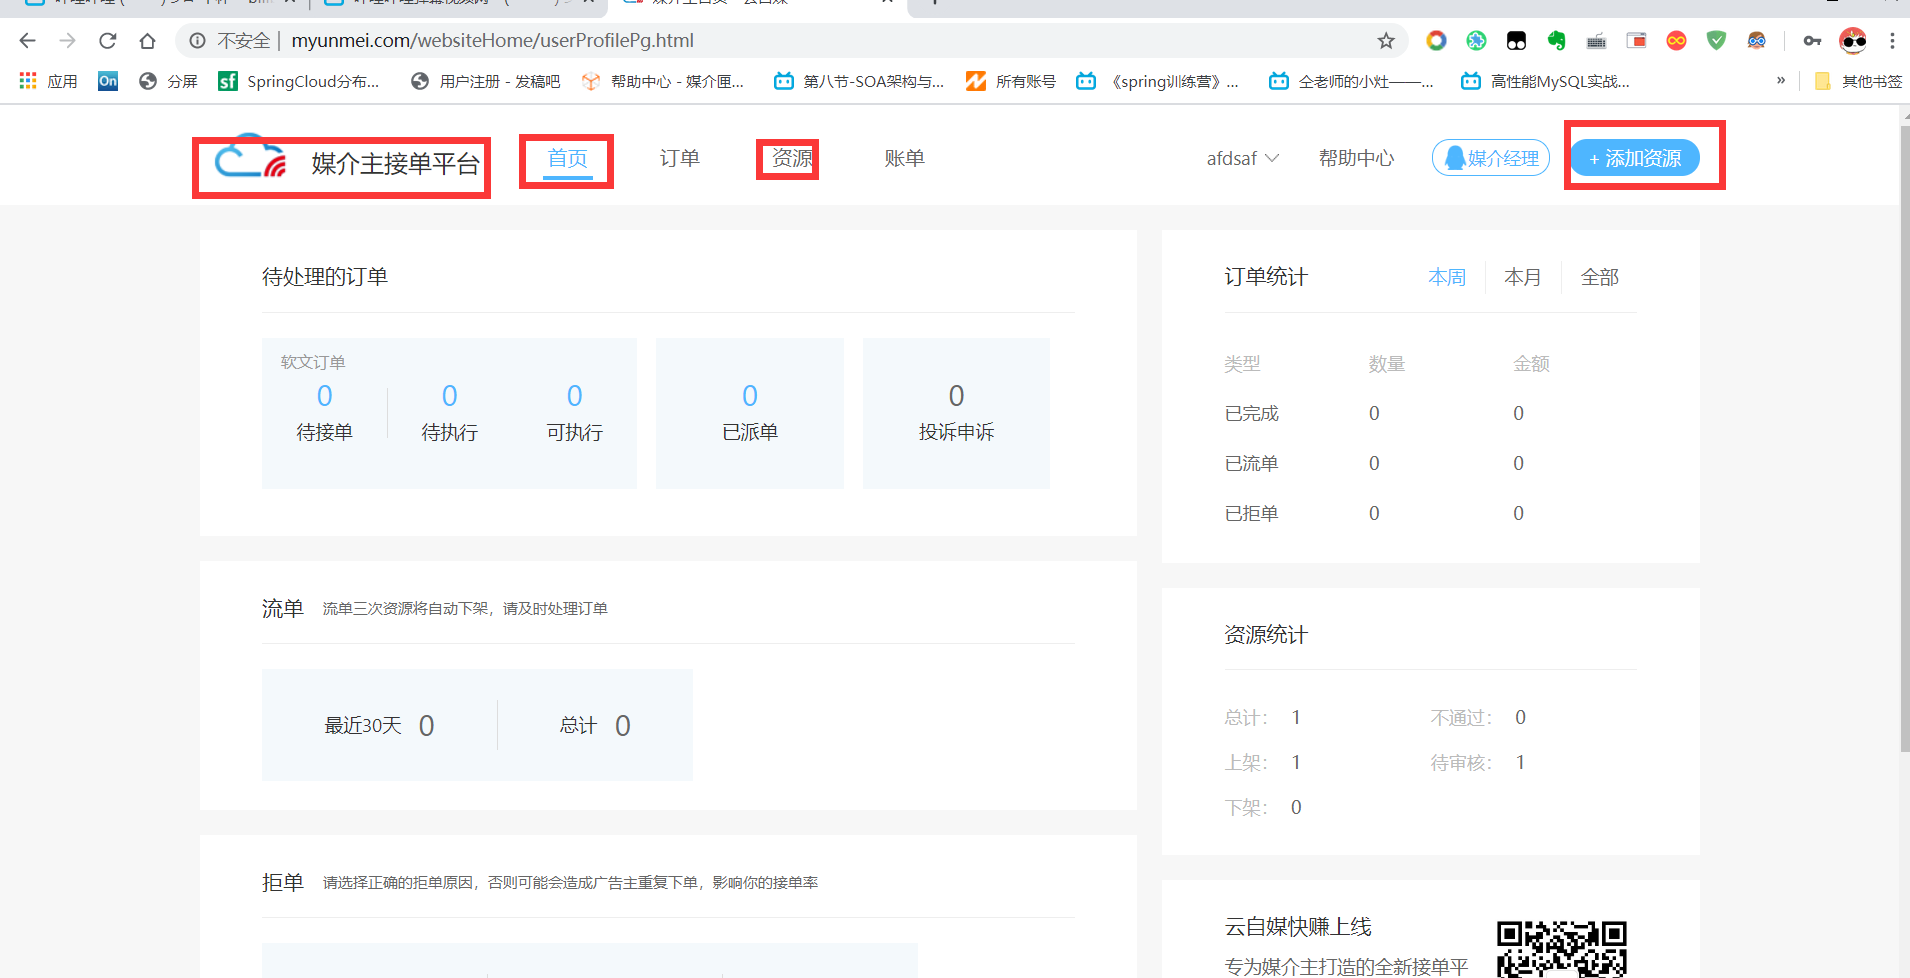 不安全 | myunmei.com/websiteHome/userProfilePg.html
应用 On 分屏 sf SpringCloud分布... 用户注册 - 发稿吧 帮助中心 - 媒介匣... 第八节-SOA架构与... 所有账号 《spring训练营》... 仝老师的小灶——... 高性能MySQL实战... » 其他书签
媒介主接单平台 首页 订单 资源 账单 afdsaf 帮助中心 媒介经理 + 添加资源
待处理的订单
软文订单
0 0 0 0 0
待接单 待执行 可执行 已派单 投诉申诉
订单统计 本周 本月 全部
类型 数量 金额
已完成 0 0
已流单 0 0
已拒单 0 0
流单 流单三次资源将自动下架，请及时处理订单
最近30天 0 总计 0
资源统计
总计： 1 不通过： 0
上架： 1 待审核： 1
下架： 0
拒单 请选择正确的拒单原因，否则可能会造成广告主重复下单，影响你的接单率
云自媒快赚上线
专为媒介主打造的全新接单平